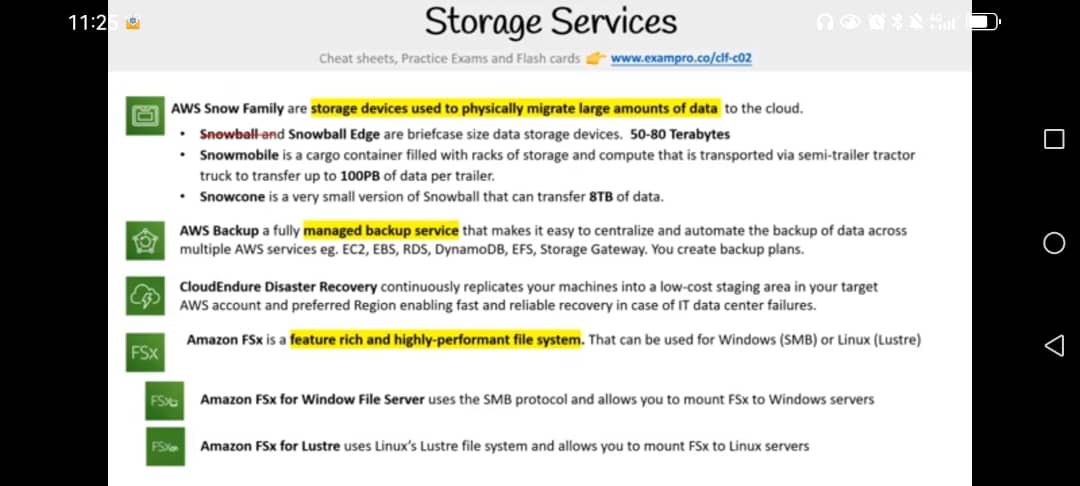 11:25
Storage Services
Cheat sheets, Practice Exams and Flash cards 👉 www.exampro.co/clf-c02
AWS Snow Family are storage devices used to physically migrate large amounts of data to the cloud.
• Snowball and Snowball Edge are briefcase size data storage devices. 50-80 Terabytes
• Snowmobile is a cargo container filled with racks of storage and compute that is transported via semi-trailer tractor
truck to transfer up to 100PB of data per trailer.
• Snowcone is a very small version of Snowball that can transfer 8TB of data.
AWS Backup a fully managed backup service that makes it easy to centralize and automate the backup of data across
multiple AWS services eg. EC2, EBS, RDS, DynamoDB, EFS, Storage Gateway. You create backup plans.
CloudEndure Disaster Recovery continuously replicates your machines into a low-cost staging area in your target
AWS account and preferred Region enabling fast and reliable recovery in case of IT data center failures.
Amazon FSx is a feature rich and highly-performant file system. That can be used for Windows (SMB) or Linux (Lustre)
FSx
FSx
Amazon FSx for Window File Server uses the SMB protocol and allows you to mount FSx to Windows servers
FSx
Amazon FSx for Lustre uses Linux's Lustre file system and allows you to mount FSx to Linux servers